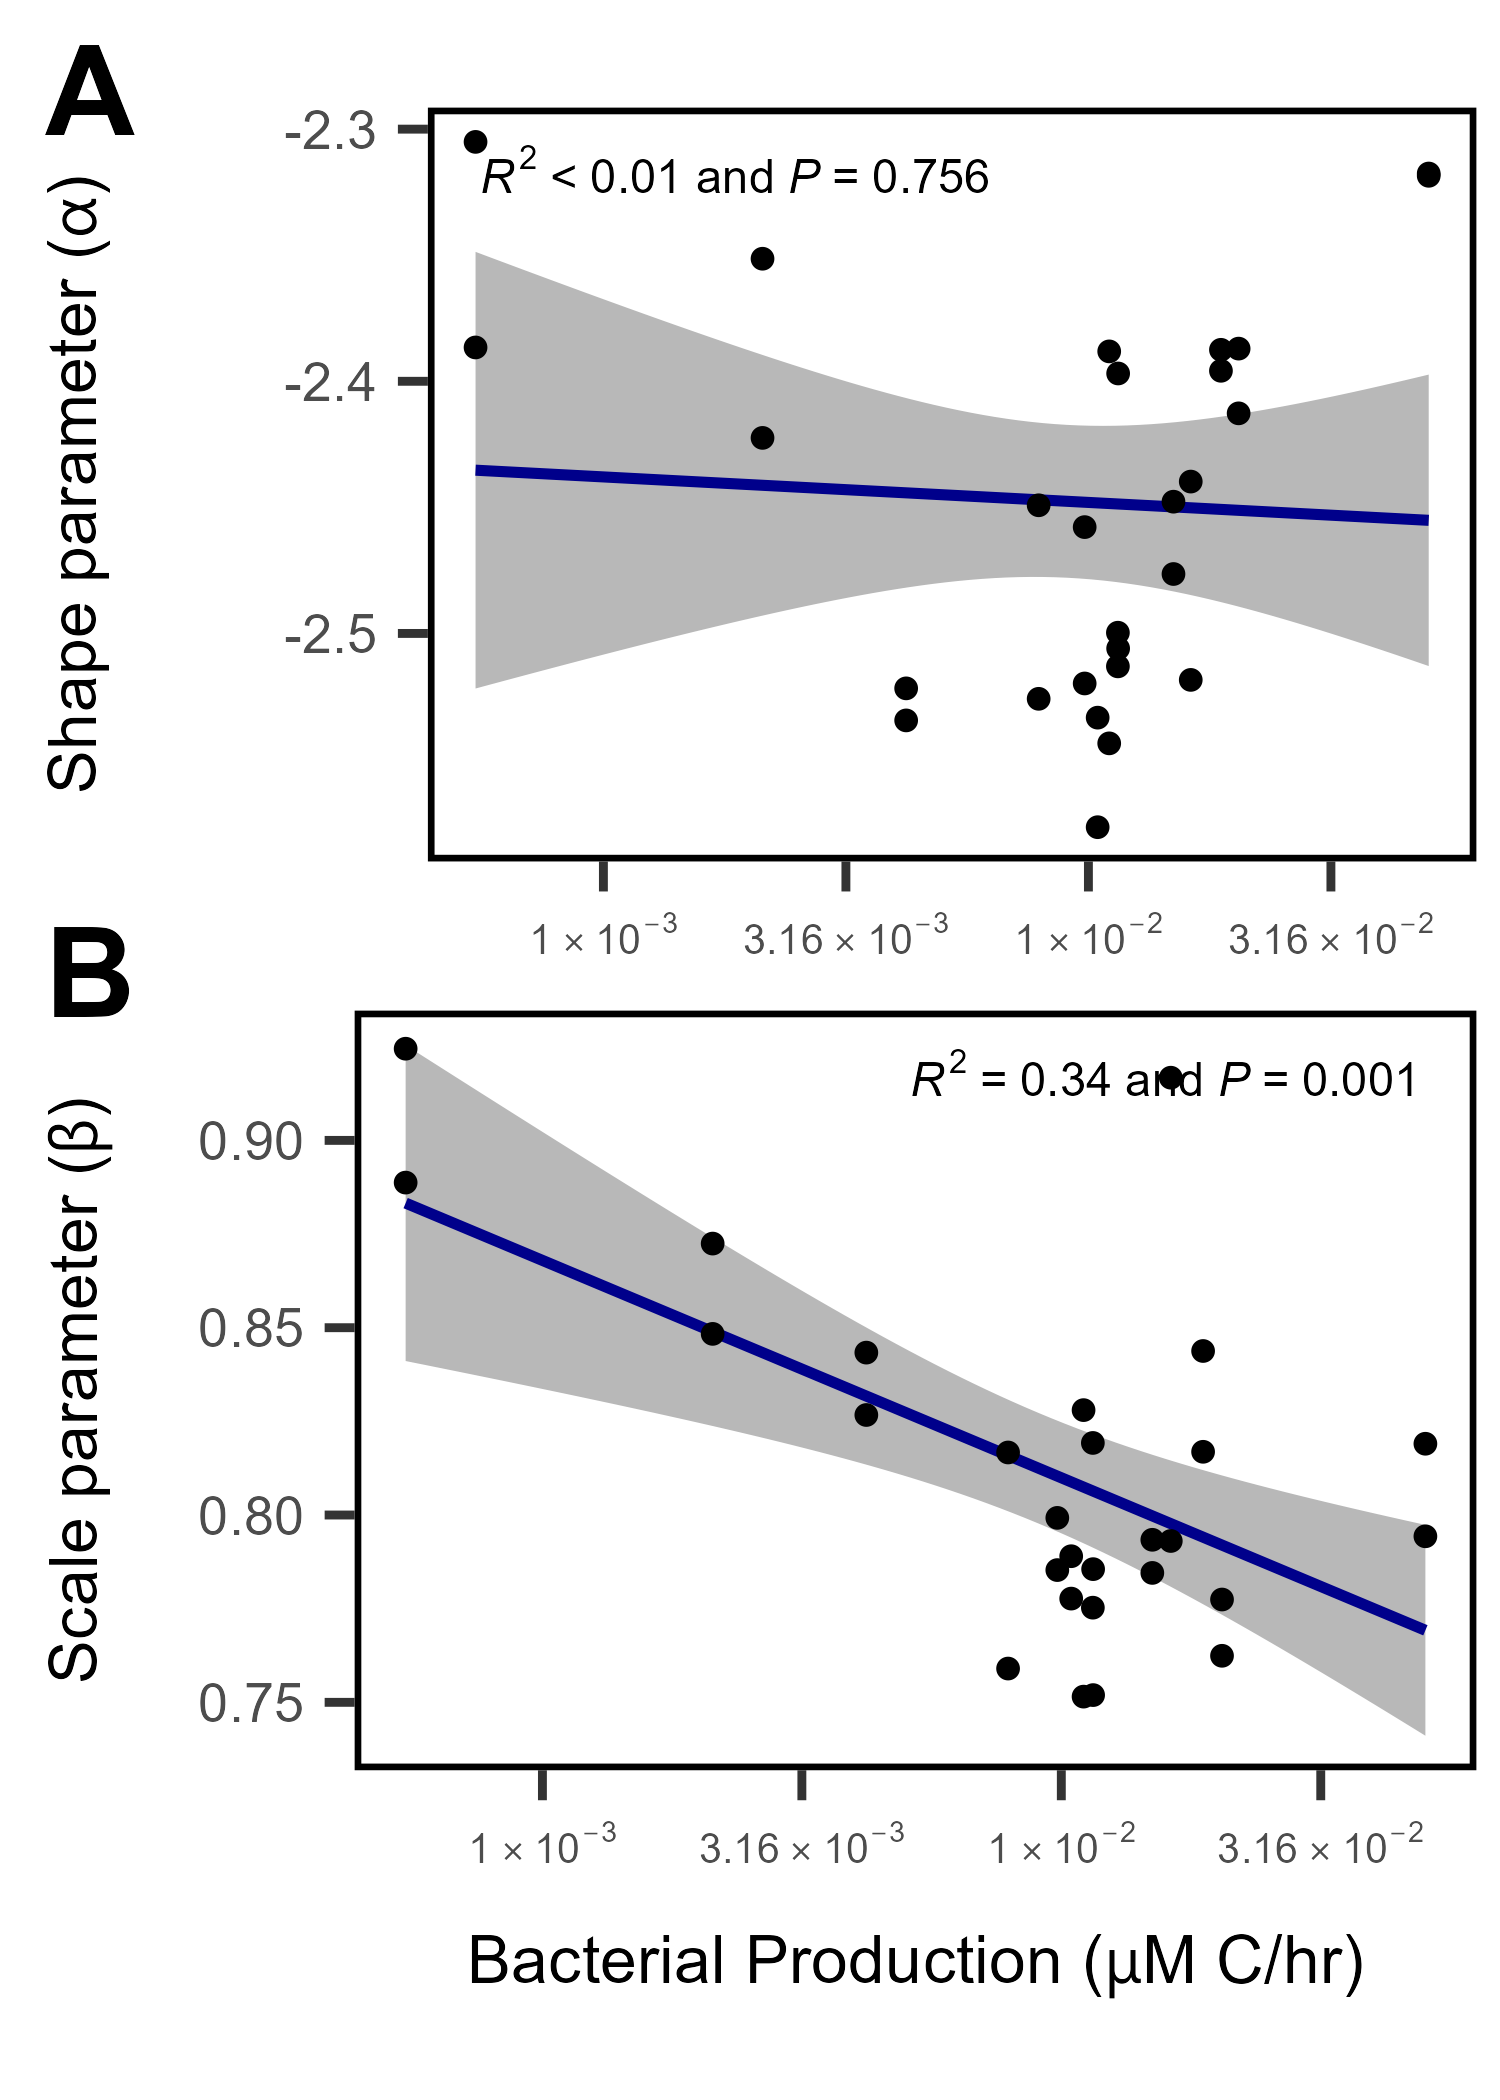 A
Shape parameter (α)
-2.3
-2.4
-2.5
R² < 0.01 and P = 0.756
1 × 10⁻³
3.16 × 10⁻³
1 × 10⁻²
3.16 × 10⁻²
B
Scale parameter (β)
0.90
0.85
0.80
0.75
R² = 0.34 and P = 0.001
1 × 10⁻³
3.16 × 10⁻³
1 × 10⁻²
3.16 × 10⁻²
Bacterial Production (μM C/hr)